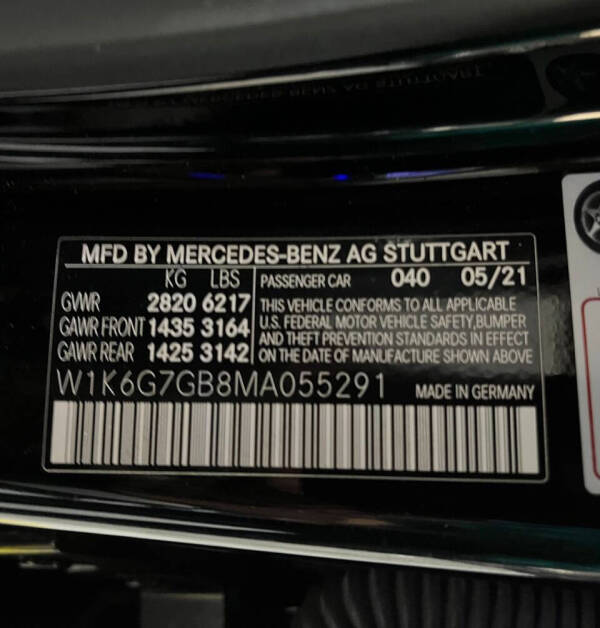 MFD BY MERCEDES-BENZ AG STUTTGART
KG LBS
GVWR 2820 6217
GAWR FRONT 1435 3164
GAWR REAR 1425 3142
PASSENGER CAR 040 05/21
THIS VEHICLE CONFORMS TO ALL APPLICABLE
U.S. FEDERAL MOTOR VEHICLE SAFETY,BUMPER
AND THEFT PREVENTION STANDARDS IN EFFECT
ON THE DATE OF MANUFACTURE SHOWN ABOVE
W1K6G7GB8MA055291 MADE IN GERMANY